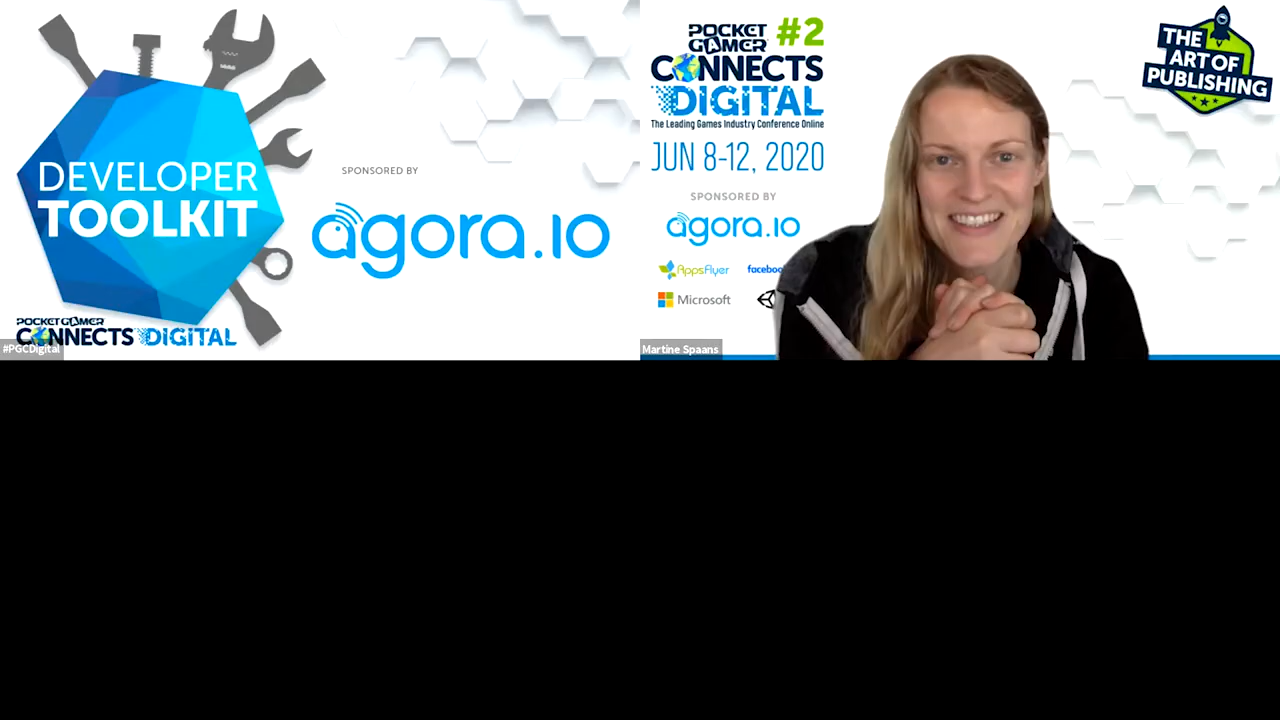 DEVELOPER
TOOLKIT
SPONSORED BY
agora.io
POCKET GAMER
CONNECTS DIGITAL
#PGCDigital
POCKET
GAMER #2
CONNECTS
DIGITAL
The Leading Games Industry Conference Online
JUN 8-12, 2020
SPONSORED BY
agora.io
AppsFlyer
Microsoft
Martine Spaans
THE
ART OF
PUBLISHING